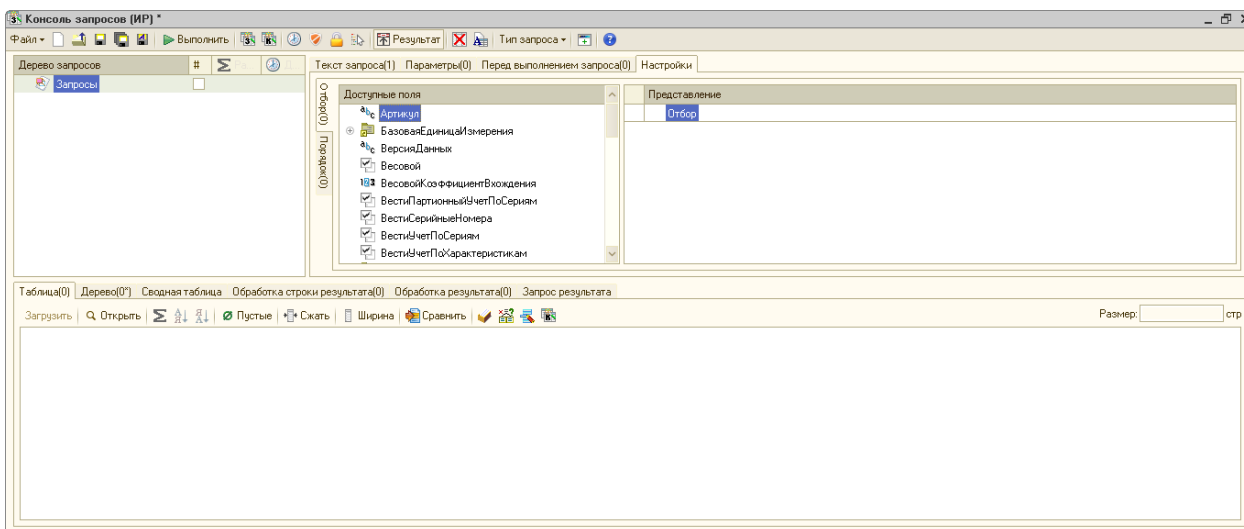 Консоль запросов (ИР) *
Файл Выполнить Результат Тип запроса
Дерево запросов #
Запросы
Текст запроса(1) Параметры(0) Перед выполнением запроса(0) Настройки
Отбор(0) Порядок(0)
Доступные поля
Артикул
БазоваяЕдиницаИзмерения
ВерсияДанных
Весовой
ВесовойКоэффициентВхождения
ВестиПартионныйУчетПоСериям
ВестиСерийныеНомера
ВестиУчетПоСериям
ВестиУчетПоХарактеристикам
Представление
Отбор
Таблица(0) Дерево(0*) Сводная таблица Обработка строки результата(0) Обработка результата(0) Запрос результата
Загрузить Открыть Пустые Сжать Ширина Сравнить Размер: стр